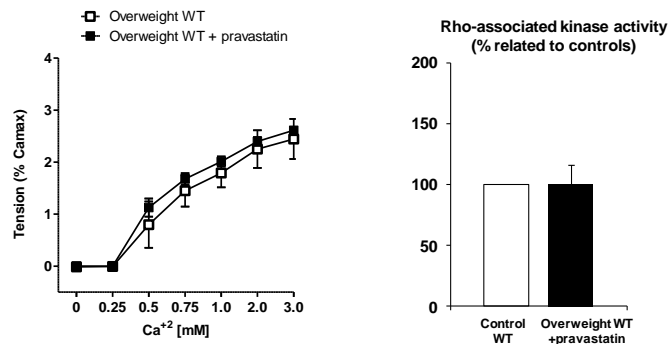 Overweight WT
Overweight WT + pravastatin
Tension (% Camax)
4
3
2
1
0
0 0.25 0.5 0.75 1.0 2.0 3.0
Ca⁺² [mM]
Rho-associated kinase activity
(% related to controls)
200
150
100
50
0
Control
WT
Overweight WT
+pravastatin